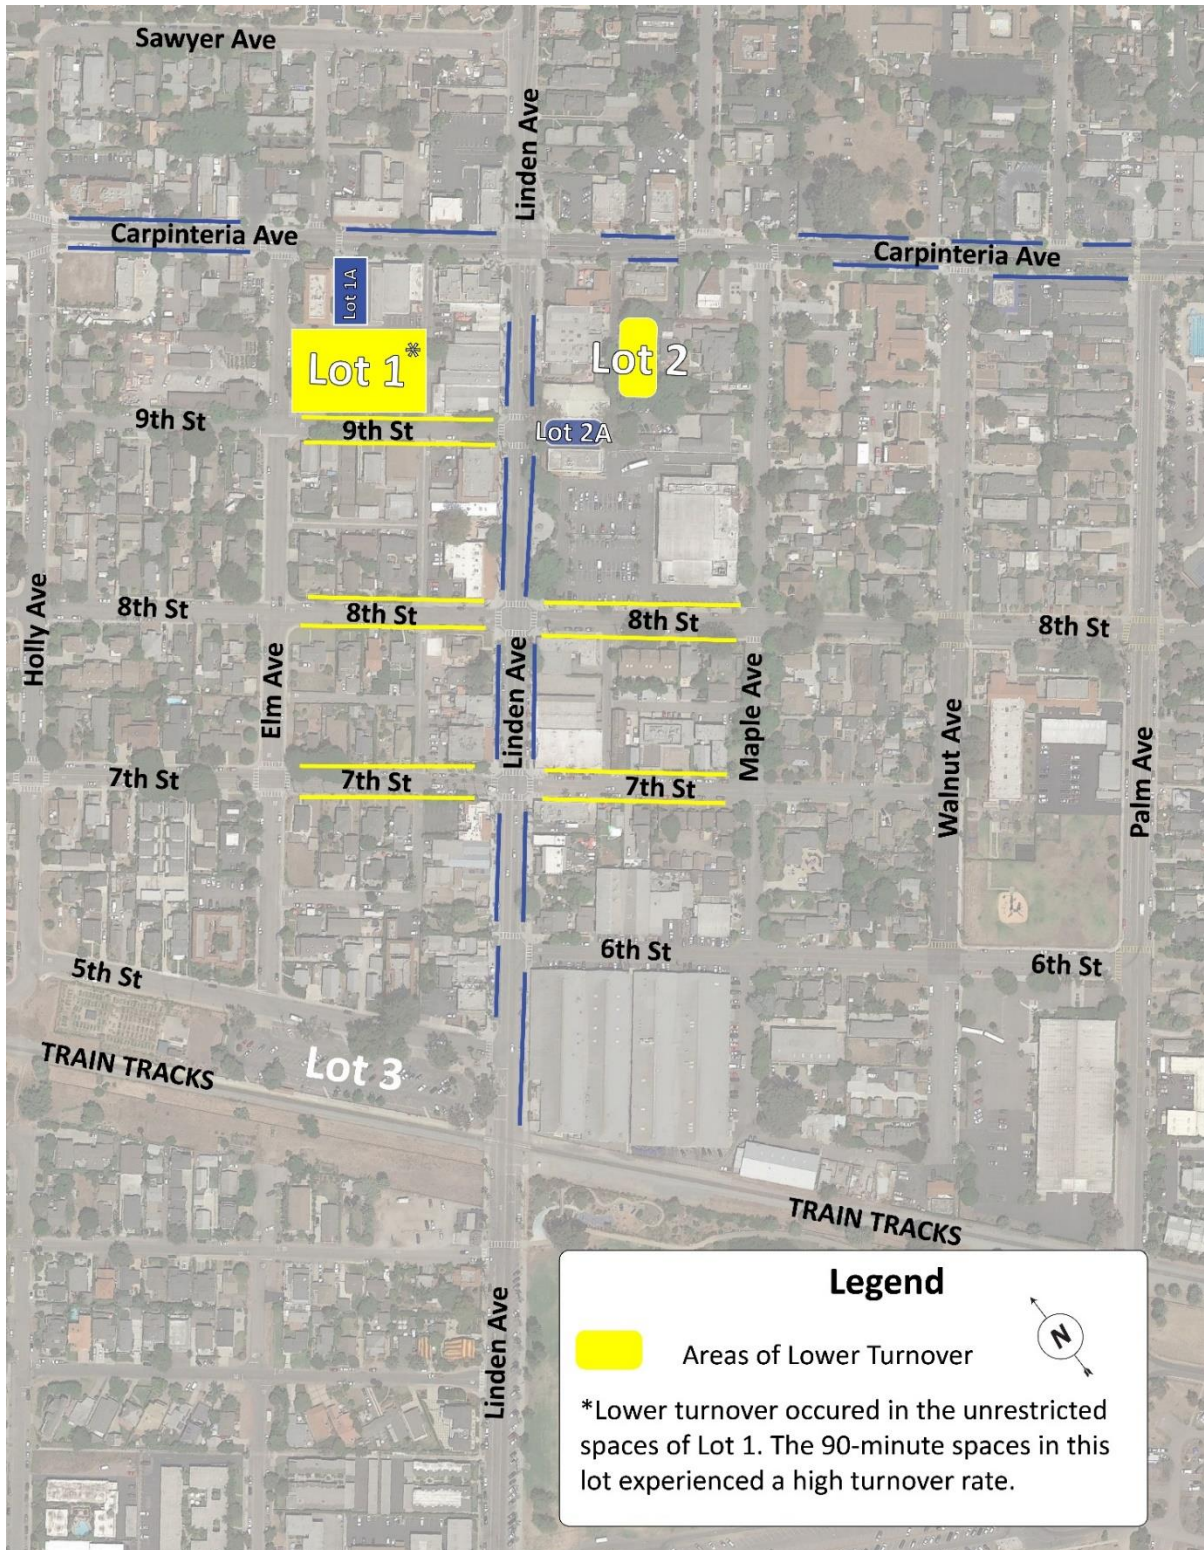 Sawyer Ave
Linden Ave
Carpinteria Ave
Carpinteria Ave
Lot 1A
Lot 1*
Lot 2
9th St
9th St
Lot 2A
Holly Ave
8th St
8th St
8th St
8th St
Elm Ave
Linden Ave
Maple Ave
Walnut Ave
Palm Ave
7th St
7th St
7th St
6th St
6th St
5th St
TRAIN TRACKS
Lot 3
TRAIN TRACKS
Linden Ave
Legend
N
Areas of Lower Turnover
*Lower turnover occured in the unrestricted
spaces of Lot 1. The 90-minute spaces in this
lot experienced a high turnover rate.